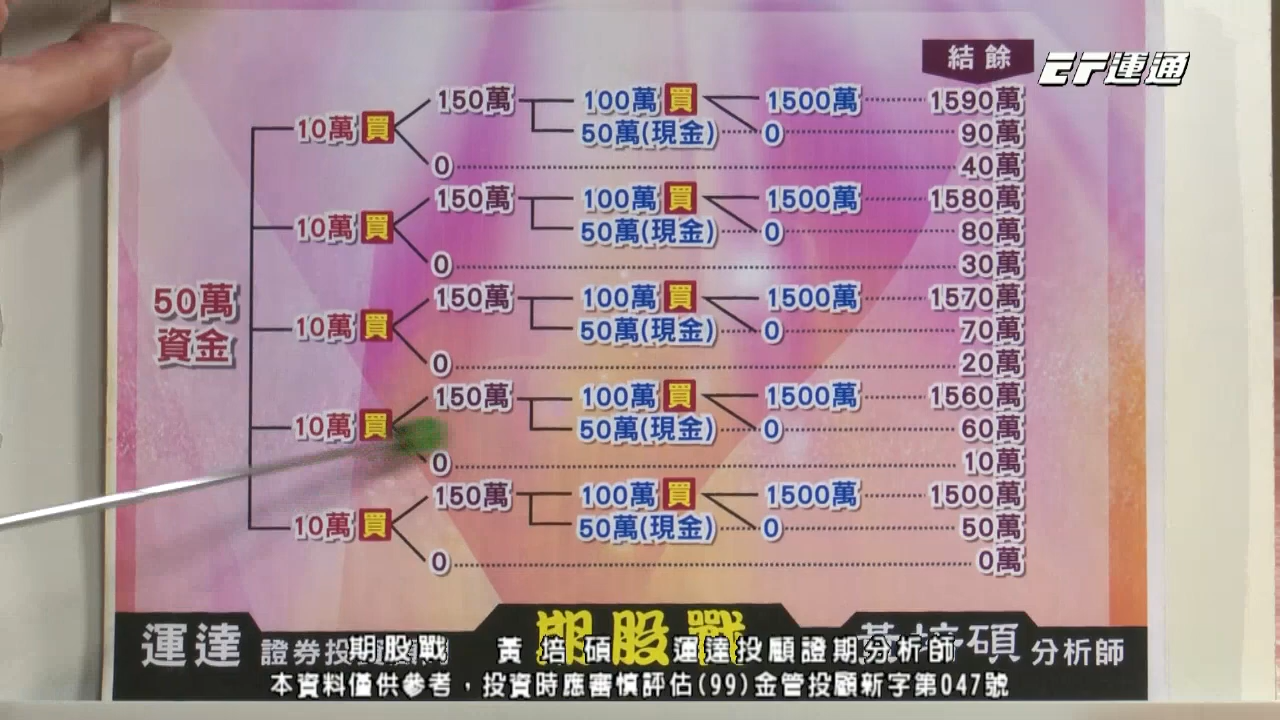 結餘
EF運通
10萬 買 150萬 100萬 買 1500萬 1590萬
50萬(現金) 0 90萬
0 40萬
10萬 買 150萬 100萬 買 1500萬 1580萬
50萬(現金) 0 80萬
0 30萬
50萬
資金
10萬 買 150萬 100萬 買 1500萬 1570萬
50萬(現金) 0 70萬
0 20萬
10萬 買 150萬 100萬 買 1500萬 1560萬
50萬(現金) 0 60萬
0 10萬
10萬 買 150萬 100萬 買 1500萬 1500萬
50萬(現金) 0 50萬
0 0萬
運達 證券投 期股戰 碩 分析師
期股戰 黃培碩 運達投顧證期分析師
本資料僅供參考，投資時應審慎評估(99)金管投顧新字第047號